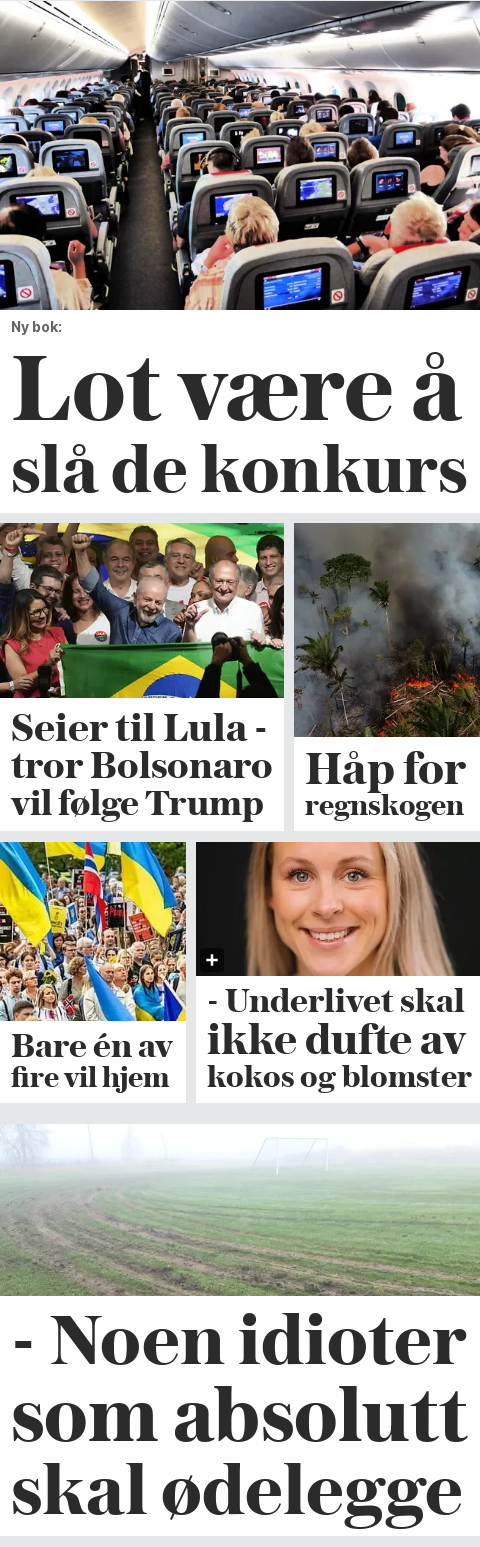 Ny bok:
Lot være å
slå de konkurs
Seier til Lula -
tror Bolsonaro
vil følge Trump
Håp for
regnskogen
Bare én av
fire vil hjem
- Underlivet skal
ikke dufte av
kokos og blomster
- Noen idioter
som absolutt
skal ødelegge